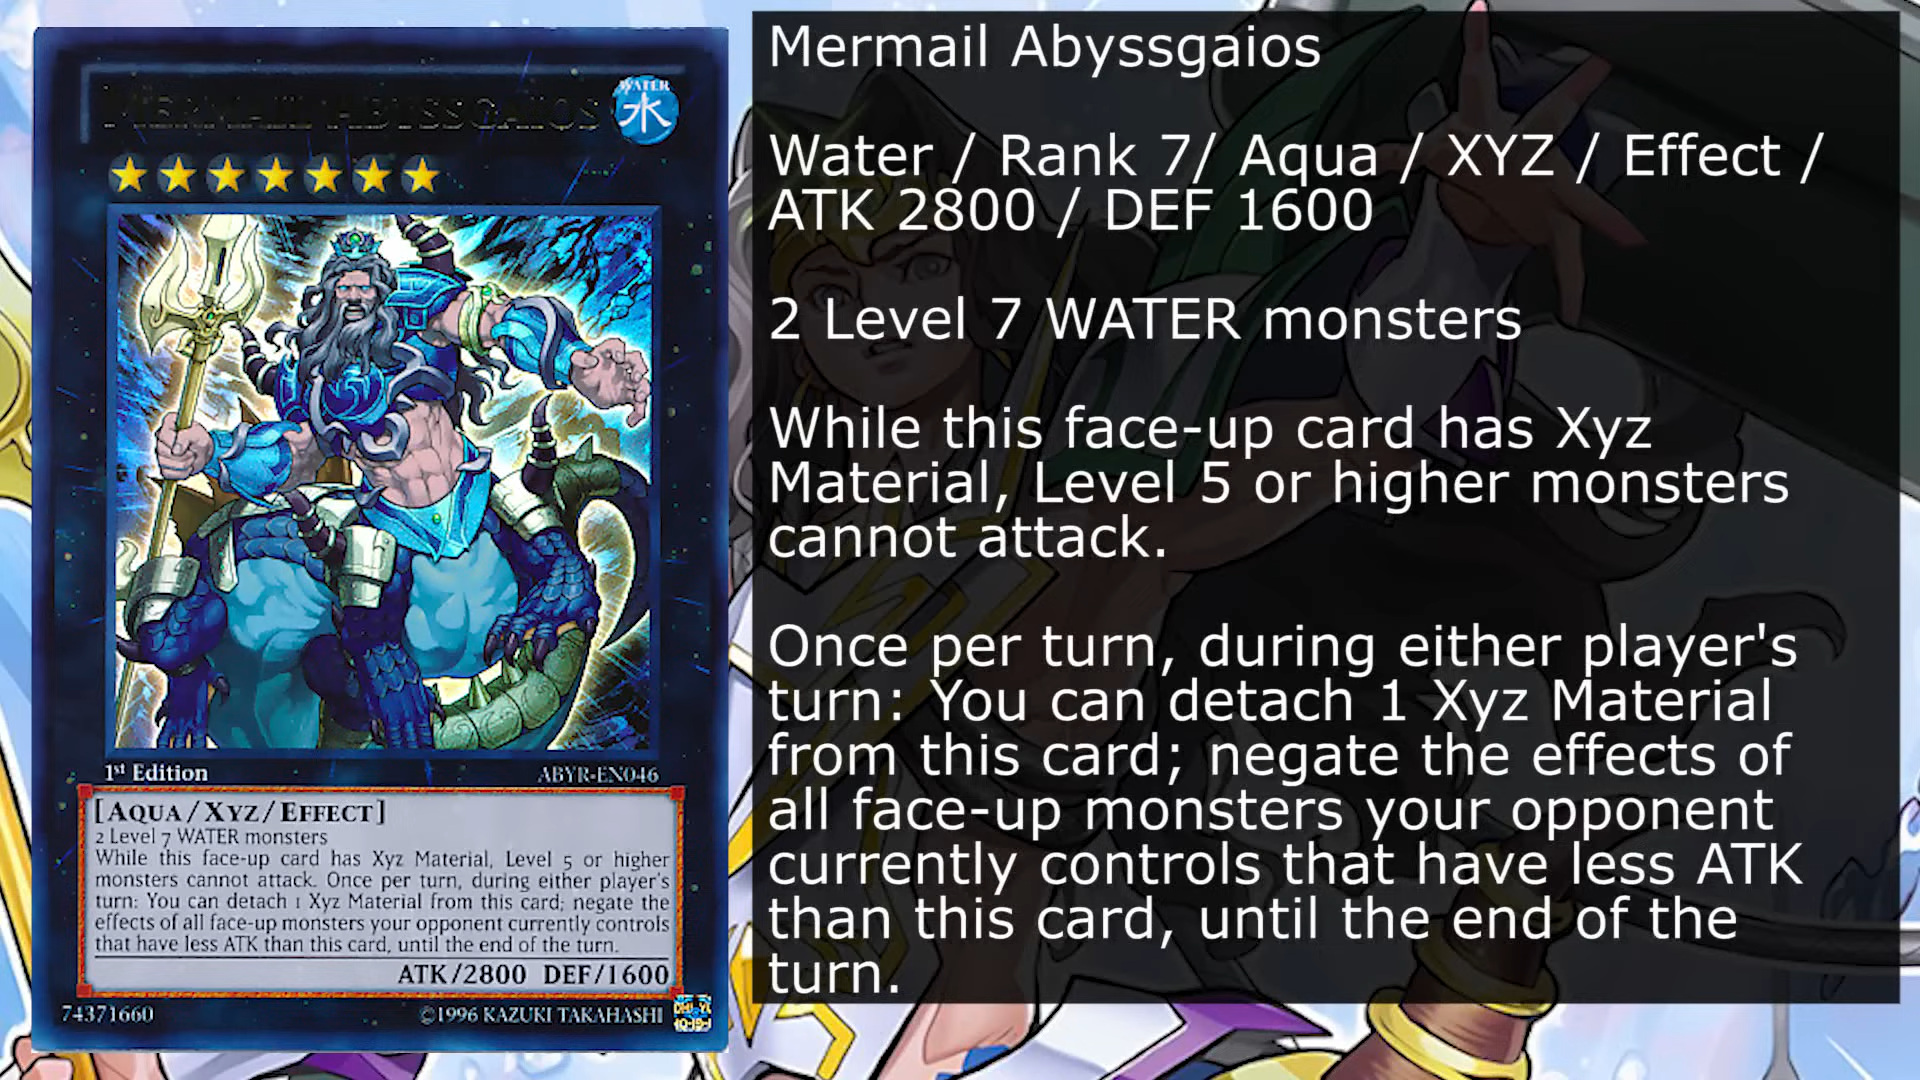 MERMAIL ABYSSGAIOS
WATER
水
1st Edition
ABYR-EN046
[AQUA/XYZ/EFFECT]
2 Level 7 WATER monsters
While this face-up card has Xyz Material, Level 5 or higher
monsters cannot attack. Once per turn, during either player's
turn: You can detach 1 Xyz Material from this card; negate the
effects of all face-up monsters your opponent currently controls
that have less ATK than this card, until the end of the turn.
ATK/2800 DEF/1600
74371660
©1996 KAZUKI TAKAHASHI
Mermail Abyssgaios
Water / Rank 7/ Aqua / XYZ / Effect /
ATK 2800 / DEF 1600
2 Level 7 WATER monsters
While this face-up card has Xyz
Material, Level 5 or higher monsters
cannot attack.
Once per turn, during either player's
turn: You can detach 1 Xyz Material
from this card; negate the effects of
all face-up monsters your opponent
currently controls that have less ATK
than this card, until the end of the
turn.